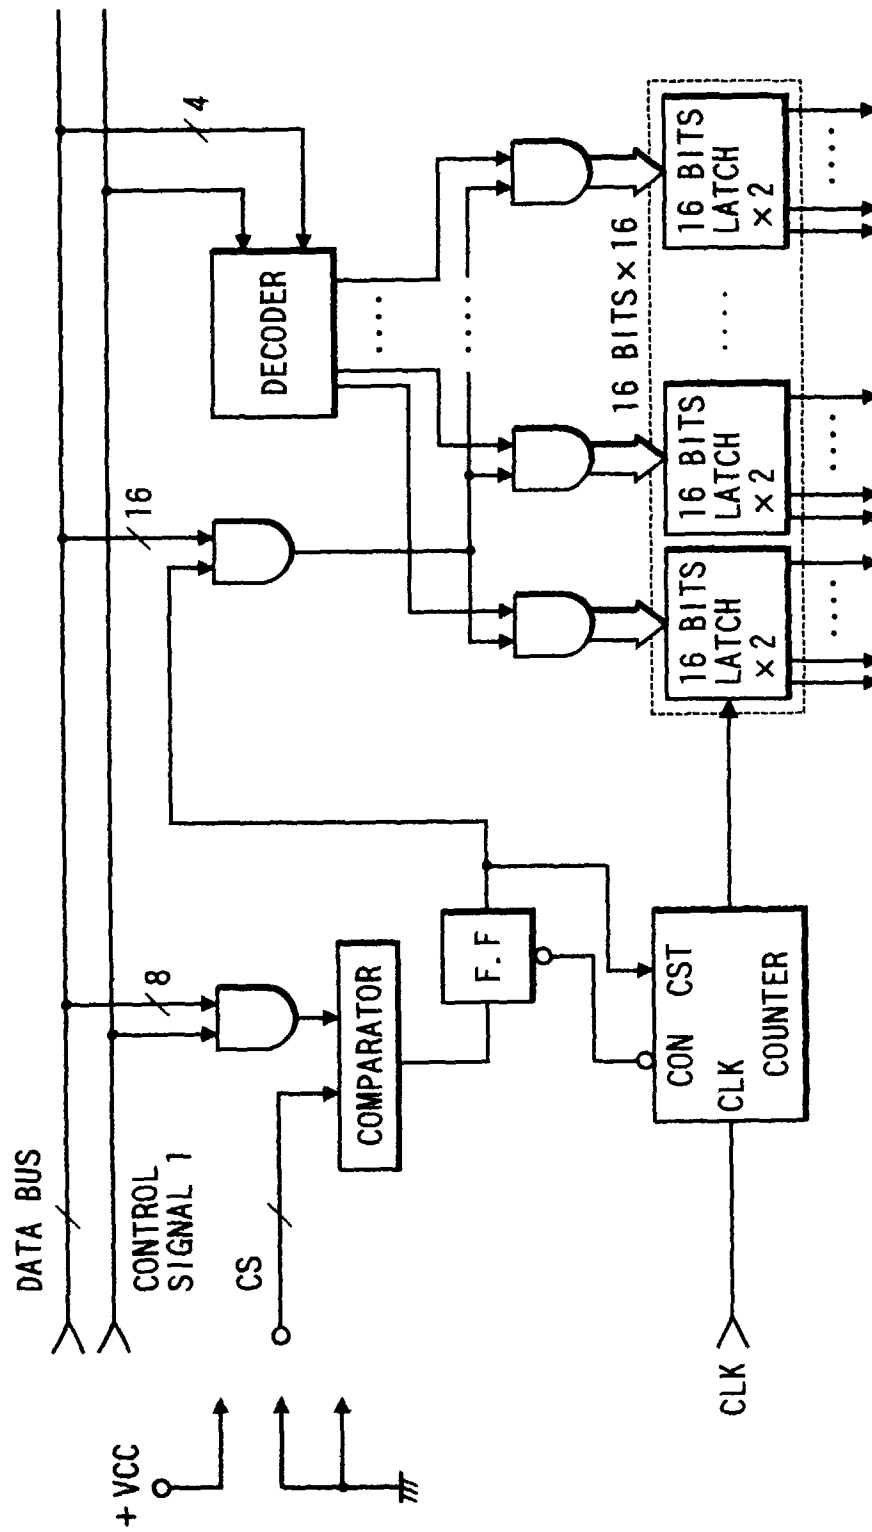 DATA BUS
CONTROL
SIGNAL 1
8
16
4
+VCC
CS
COMPARATOR
DECODER
F.F
CON
CST
CLK
COUNTER
CLK
16 BITS × 16
16 BITS
LATCH
×2
16 BITS
LATCH
×2
16 BITS
LATCH
×2